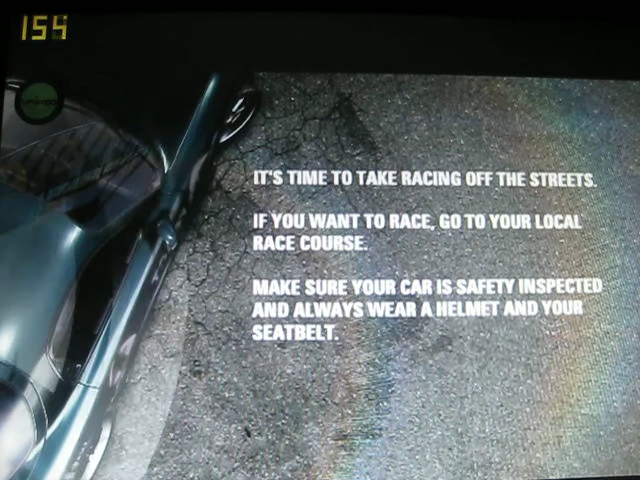 154
IT'S TIME TO TAKE RACING OFF THE STREETS.
IF YOU WANT TO RACE, GO TO YOUR LOCAL
RACE COURSE.
MAKE SURE YOUR CAR IS SAFETY INSPECTED
AND ALWAYS WEAR A HELMET AND YOUR
SEATBELT.